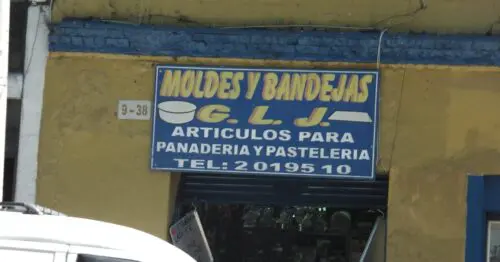 MOLDES Y BANDEJAS
9-38
G. L. J.
ARTICULOS PARA
PANADERIA Y PASTELERIA
TEL: 2019510